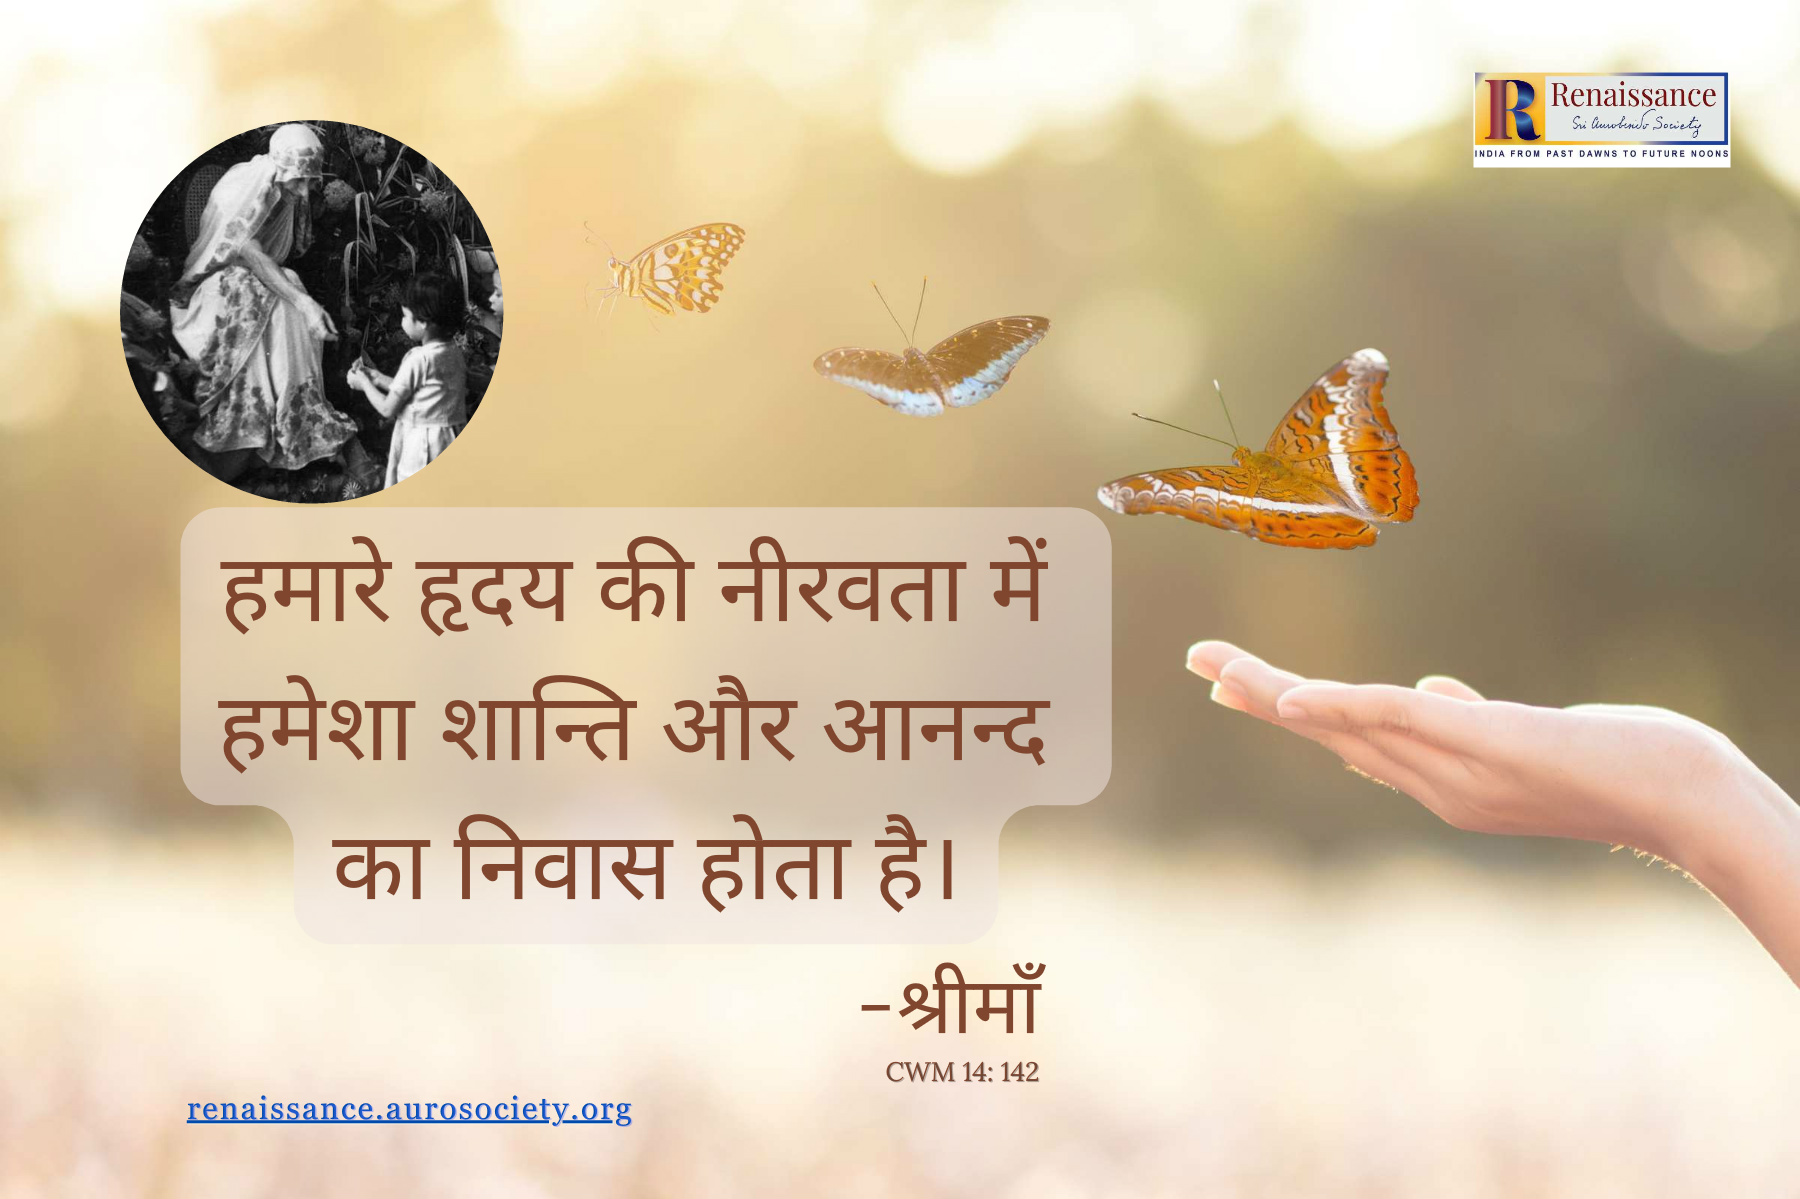 Renaissance
Sri Aurobindo Society
INDIA FROM PAST DAWNS TO FUTURE NOONS
हमारे हृदय की नीरवता में
हमेशा शान्ति और आनन्द
का निवास होता है।
-श्रीमाँ
CWM 14: 142
renaissance.aurosociety.org